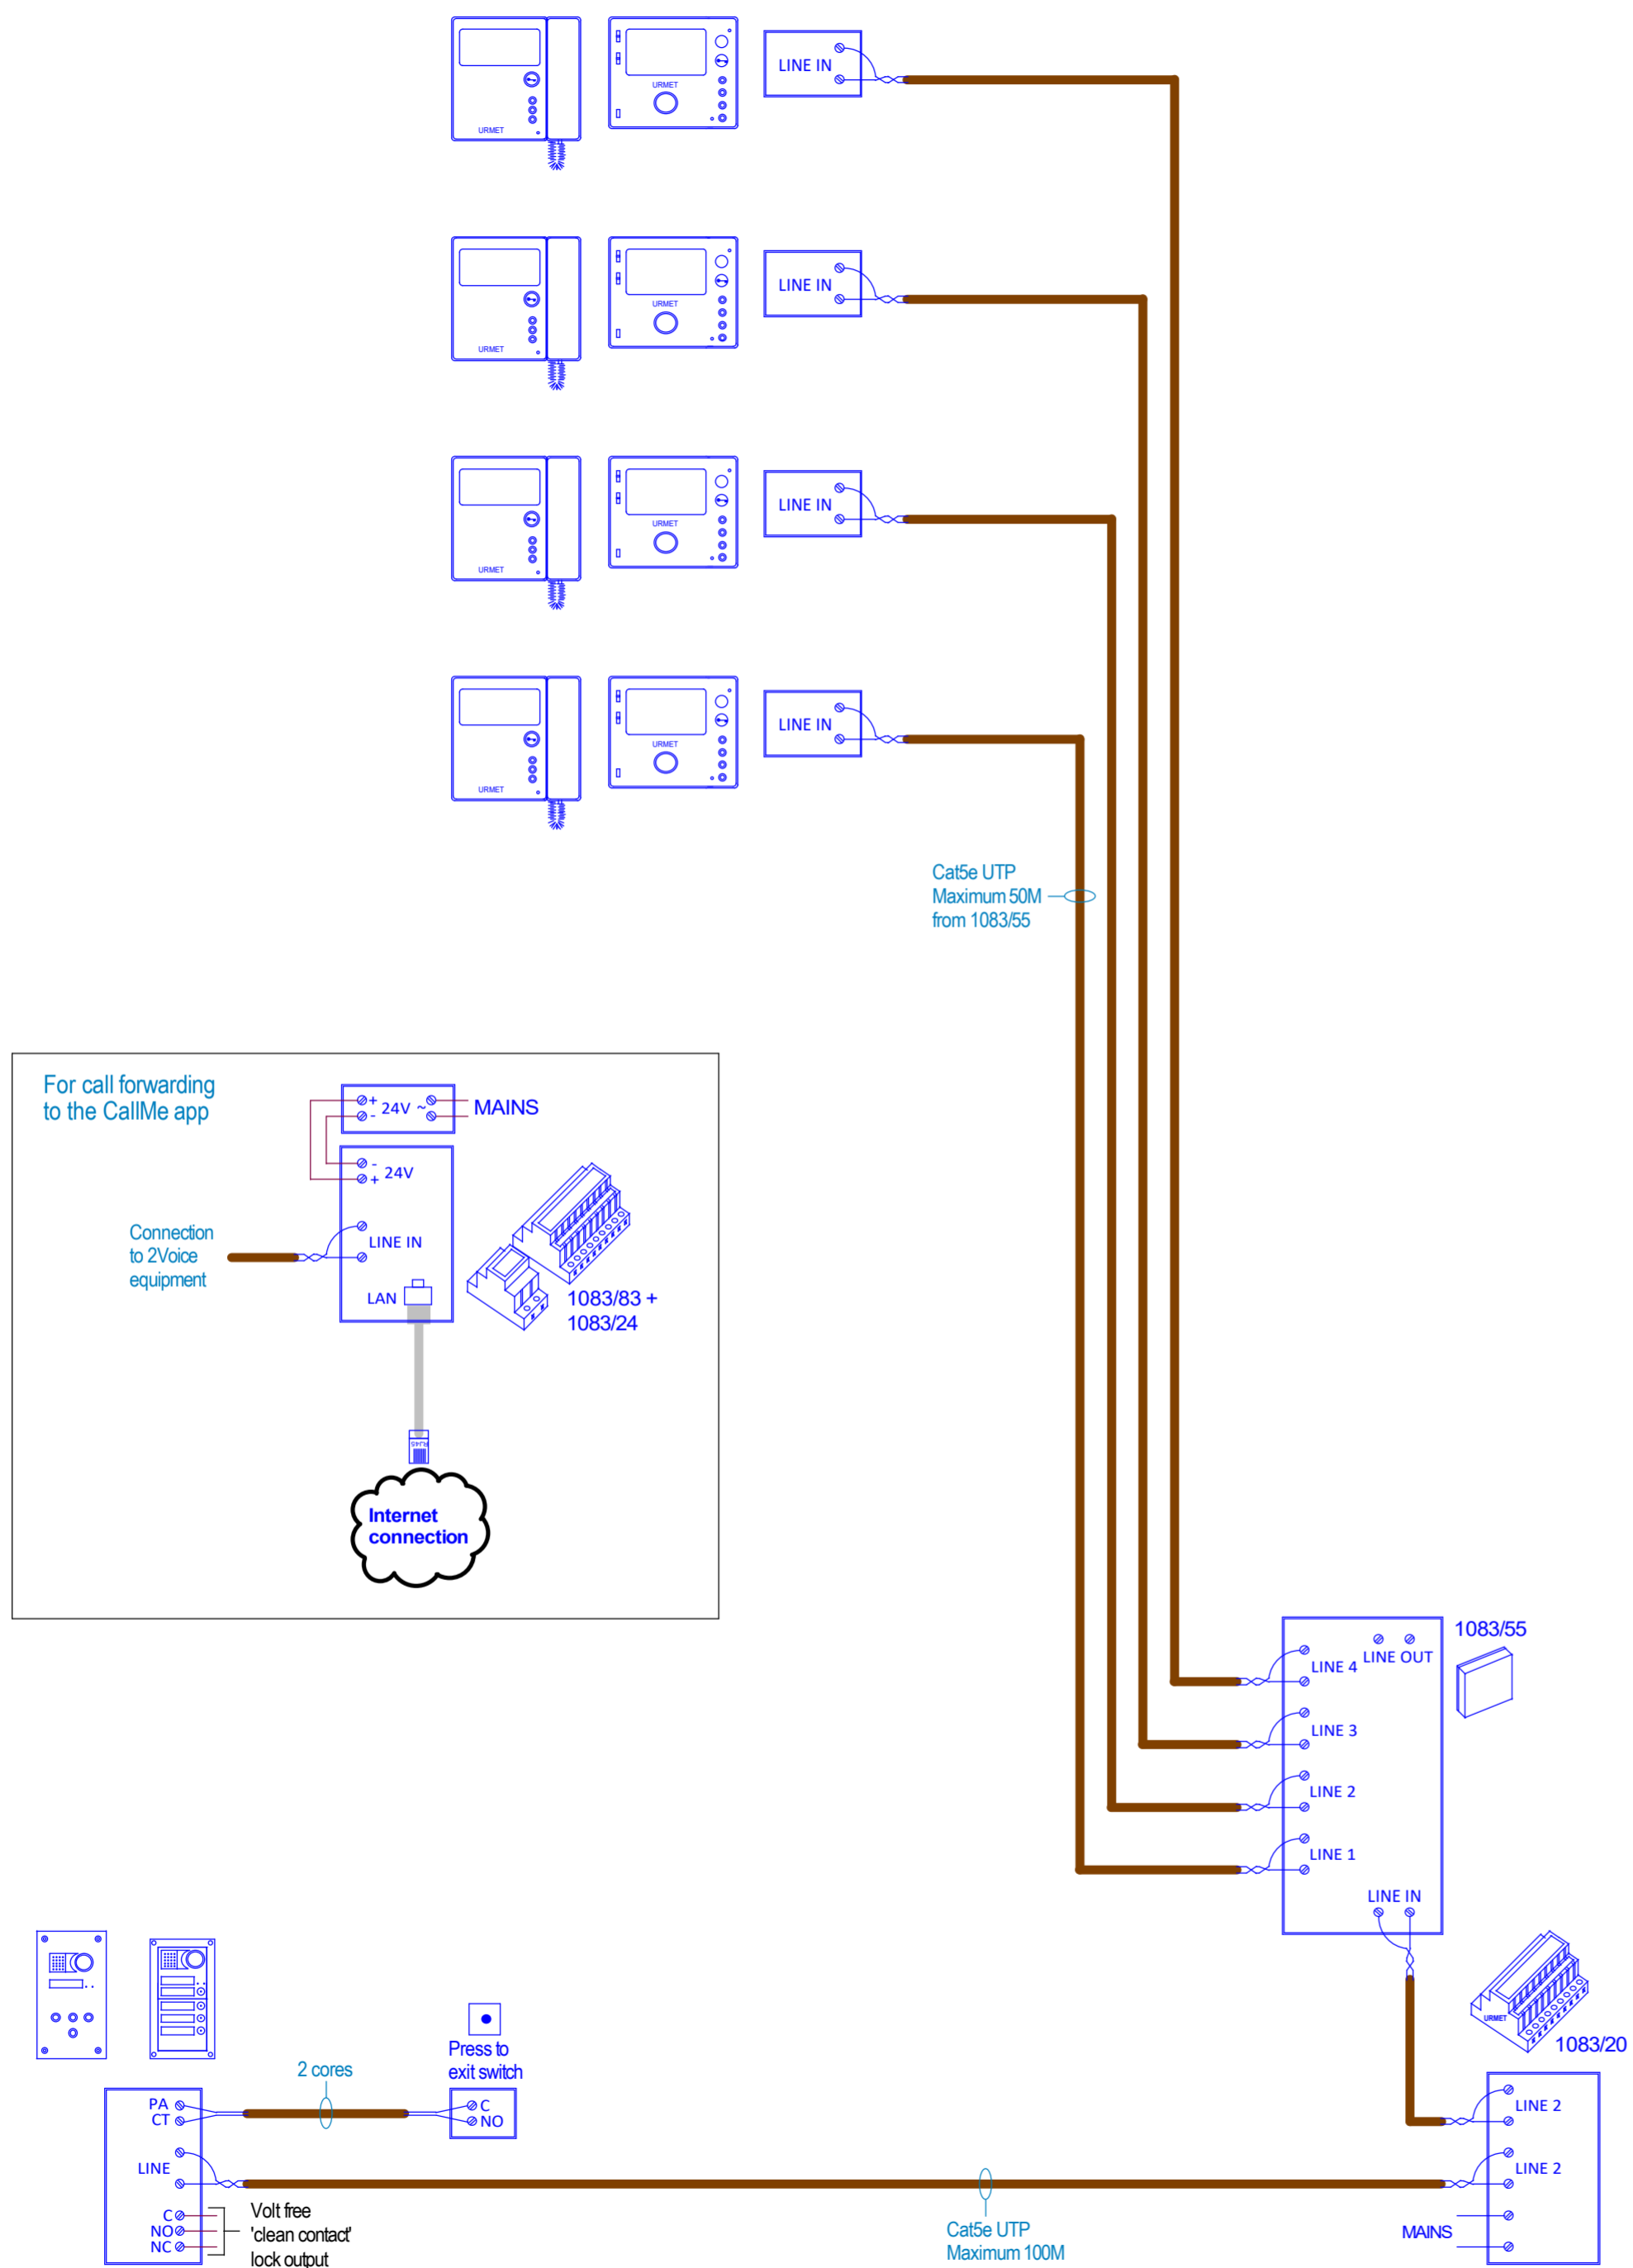 LINE IN
URMET
URMET
LINE IN
URMET
URMET
LINE IN
URMET
URMET
LINE IN
URMET
URMET
Cat5e UTP
Maximum 50M
from 1083/55
For call forwarding
to the CallMe app
+ 24V ~
-
MAINS
- 24V
+
Connection
to 2Voice
equipment
LINE IN
LAN
1083/83 +
1083/24
RJ45
Internet
connection
1083/55
LINE OUT
LINE 4
LINE 3
LINE 2
LINE 1
LINE IN
URMET
1083/20
Press to
exit switch
2 cores
PA
CT
C
NO
LINE
LINE 2
LINE 2
C
NO
NC
Volt free
'clean contact'
lock output
Cat5e UTP
Maximum 100M
MAINS